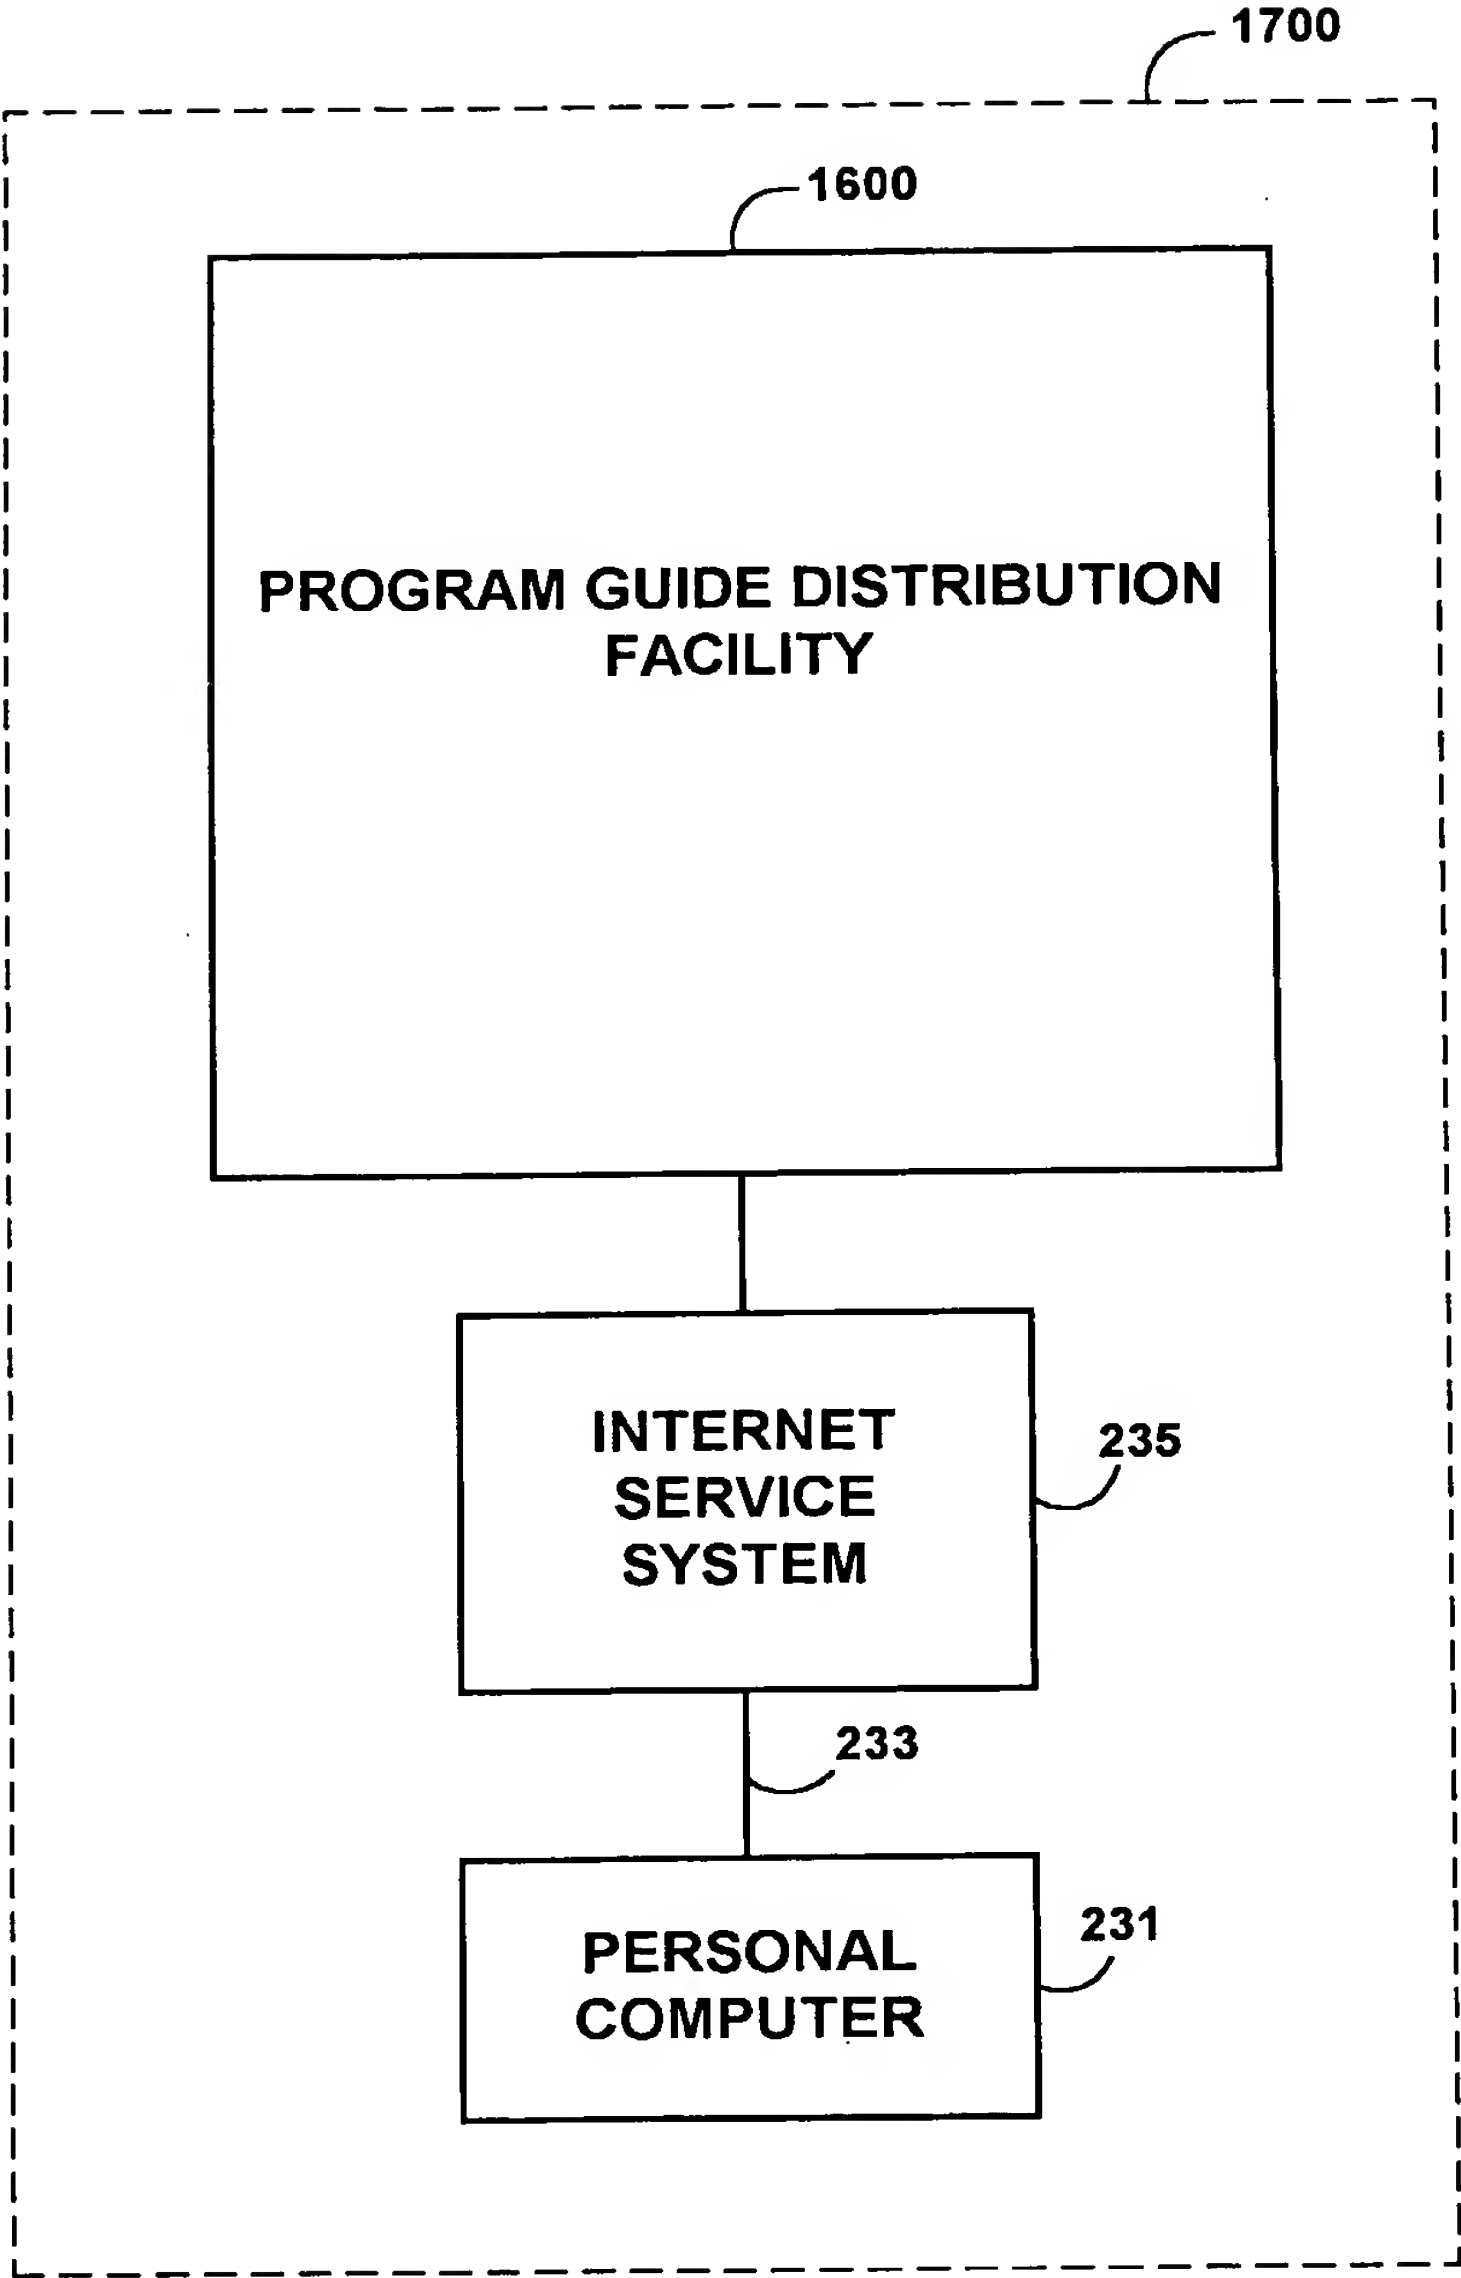 1700
1600
PROGRAM GUIDE DISTRIBUTION
FACILITY
INTERNET
SERVICE
SYSTEM
235
233
PERSONAL
COMPUTER
231